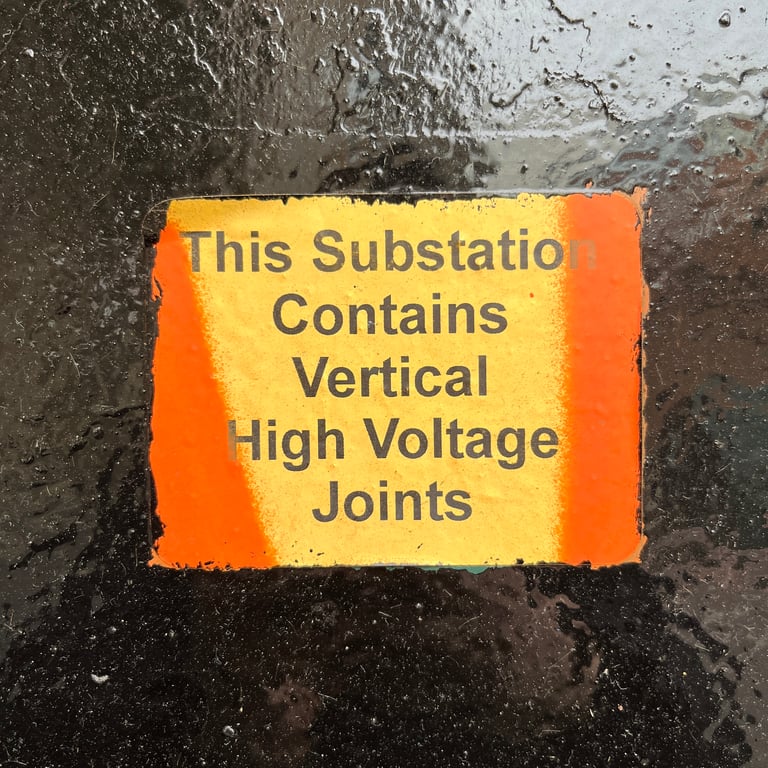 This Substation
Contains
Vertical
High Voltage
Joints